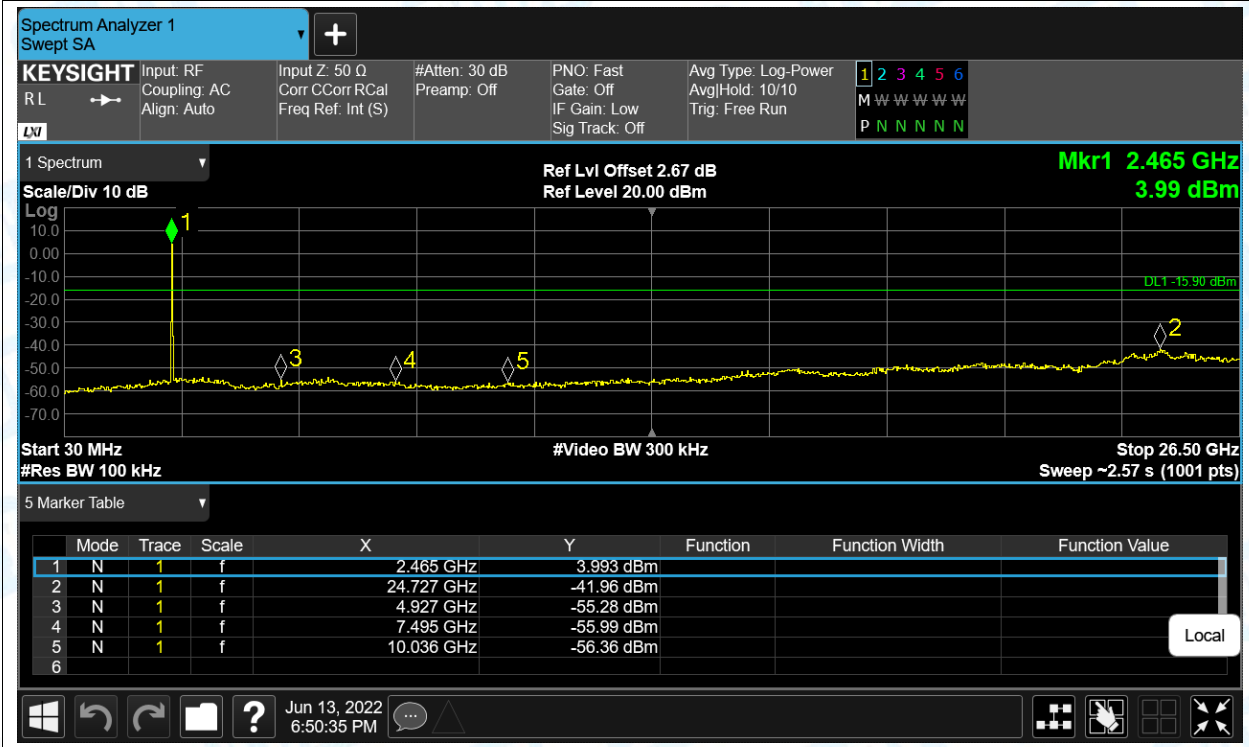 Spectrum Analyzer 1
Swept SA
+
KEYSIGHT
R L
LXI
Input: RF
Coupling: AC
Align: Auto
Input Z: 50 Ω
Corr CCorr RCal
Freq Ref: Int (S)
#Atten: 30 dB
Preamp: Off
PNO: Fast
Gate: Off
IF Gain: Low
Sig Track: Off
Avg Type: Log-Power
Avg|Hold: 10/10
Trig: Free Run
1 2 3 4 5 6
M W W W W W
P N N N N N
1 Spectrum
Scale/Div 10 dB
Ref Lvl Offset 2.67 dB
Ref Level 20.00 dBm
Mkr1 2.465 GHz
3.99 dBm
Log
10.0
0.00
-10.0
-20.0
-30.0
-40.0
-50.0
-60.0
-70.0
1
DL1 -15.90 dBm
2
3
4
5
Start 30 MHz
#Res BW 100 kHz
#Video BW 300 kHz
Stop 26.50 GHz
Sweep ~2.57 s (1001 pts)
5 Marker Table
Mode Trace Scale X Y Function Function Width Function Value
1 N 1 f 2.465 GHz 3.993 dBm
2 N 1 f 24.727 GHz -41.96 dBm
3 N 1 f 4.927 GHz -55.28 dBm
4 N 1 f 7.495 GHz -55.99 dBm
5 N 1 f 10.036 GHz -56.36 dBm
6
Local
?
Jun 13, 2022
6:50:35 PM